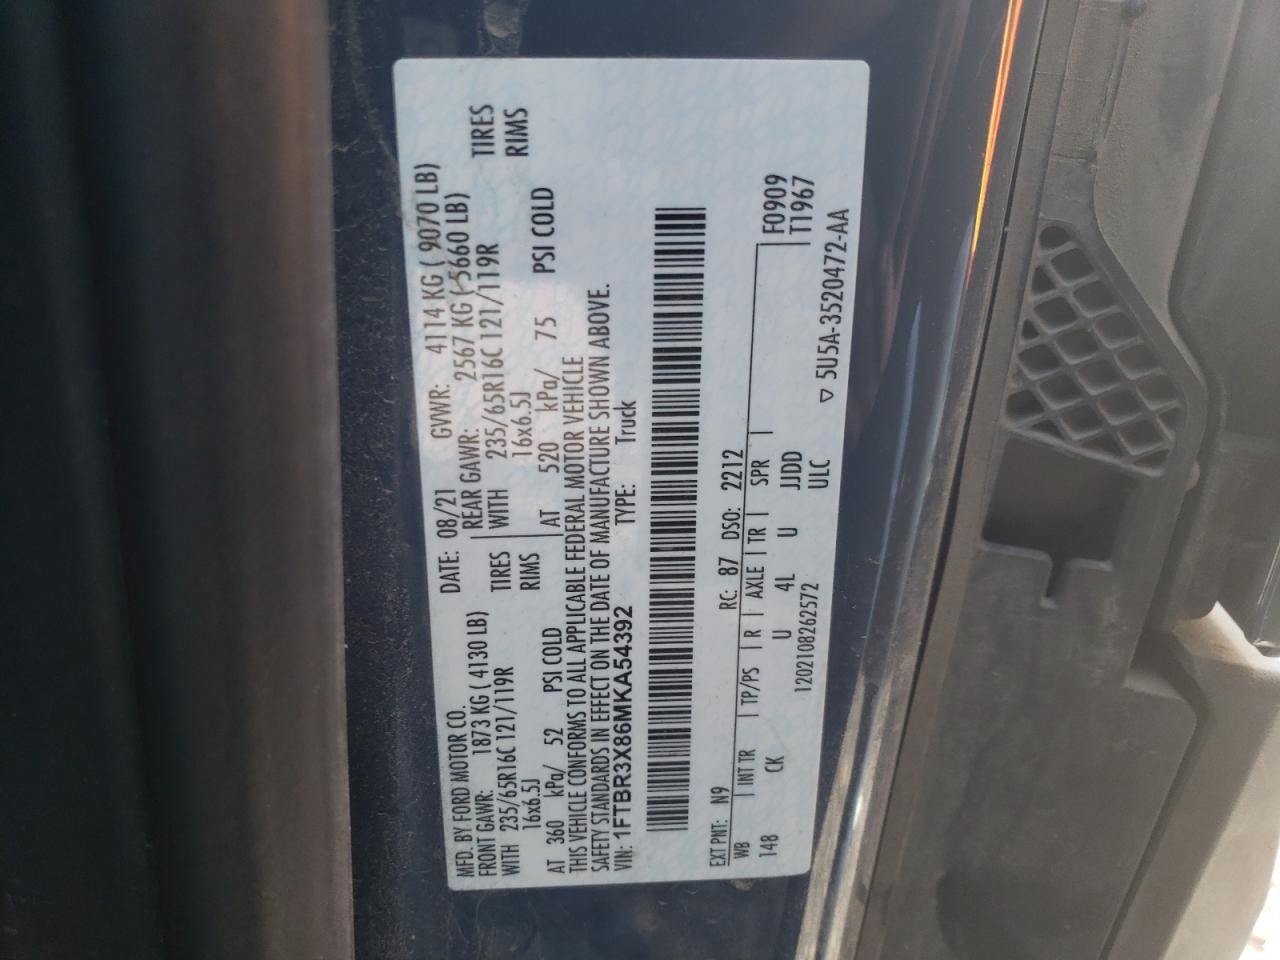 MFD. BY FORD MOTOR CO.
DATE: 08/21 GVWR: 4114 KG ( 9070 LB)
FRONT GAWR: 1873 KG ( 4130 LB) REAR GAWR: 2567 KG ( 5660 LB)
WITH 235/65R16C 121/119R TIRES WITH 235/65R16C 121/119R TIRES
16x6.5J RIMS 16x6.5J RIMS
AT 360 kPa/ 52 PSI COLD AT 520 kPa/ 75 PSI COLD
THIS VEHICLE CONFORMS TO ALL APPLICABLE FEDERAL MOTOR VEHICLE
SAFETY STANDARDS IN EFFECT ON THE DATE OF MANUFACTURE SHOWN ABOVE.
VIN: 1FTBR3X86MKA54392 TYPE: Truck
EXT PNT: N9 RC: 87 DSO: 2212
WB INT TR TP/PS R AXLE TR SPR F0909
148 CK U 4L U JJDD T1967
1202108262572 ULC
▽ 5U5A-3520472-AA